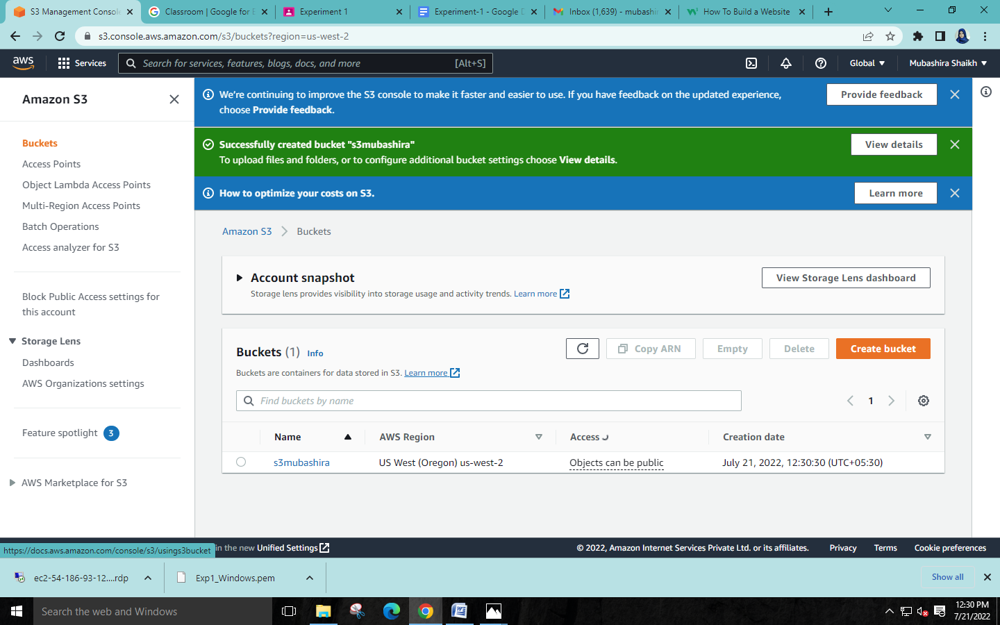 S3 Management Consol
Classroom | Google for E
Experiment 1
Experiment-1 - Google D
Inbox (1,639) - mubashir
How To Build a Website
s3.console.aws.amazon.com/s3/buckets?region=us-west-2
aws
Services
Search for services, features, blogs, docs, and more
[Alt+S]
Global
Mubashira Shaikh
Amazon S3
Buckets
Access Points
Object Lambda Access Points
Multi-Region Access Points
Batch Operations
Access analyzer for S3
Block Public Access settings for
this account
Storage Lens
Dashboards
AWS Organizations settings
Feature spotlight 3
AWS Marketplace for S3
We're continuing to improve the S3 console to make it faster and easier to use. If you have feedback on the updated experience,
choose Provide feedback.
Provide feedback
Successfully created bucket "s3mubashira"
To upload files and folders, or to configure additional bucket settings choose View details.
View details
How to optimize your costs on S3.
Learn more
Amazon S3
Buckets
Account snapshot
Storage lens provides visibility into storage usage and activity trends. Learn more
View Storage Lens dashboard
Buckets (1) Info
Buckets are containers for data stored in S3. Learn more
Copy ARN
Empty
Delete
Create bucket
Find buckets by name
1
Name
AWS Region
Access
Creation date
s3mubashira
US West (Oregon) us-west-2
Objects can be public
July 21, 2022, 12:30:30 (UTC+05:30)
https://docs.aws.amazon.com/console/s3/usings3bucket
in the new Unified Settings
© 2022, Amazon Internet Services Private Ltd. or its affiliates.
Privacy
Terms
Cookie preferences
ec2-54-186-93-12....rdp
Exp1_Windows.pem
Show all
Search the web and Windows
12:30 PM
7/21/2022